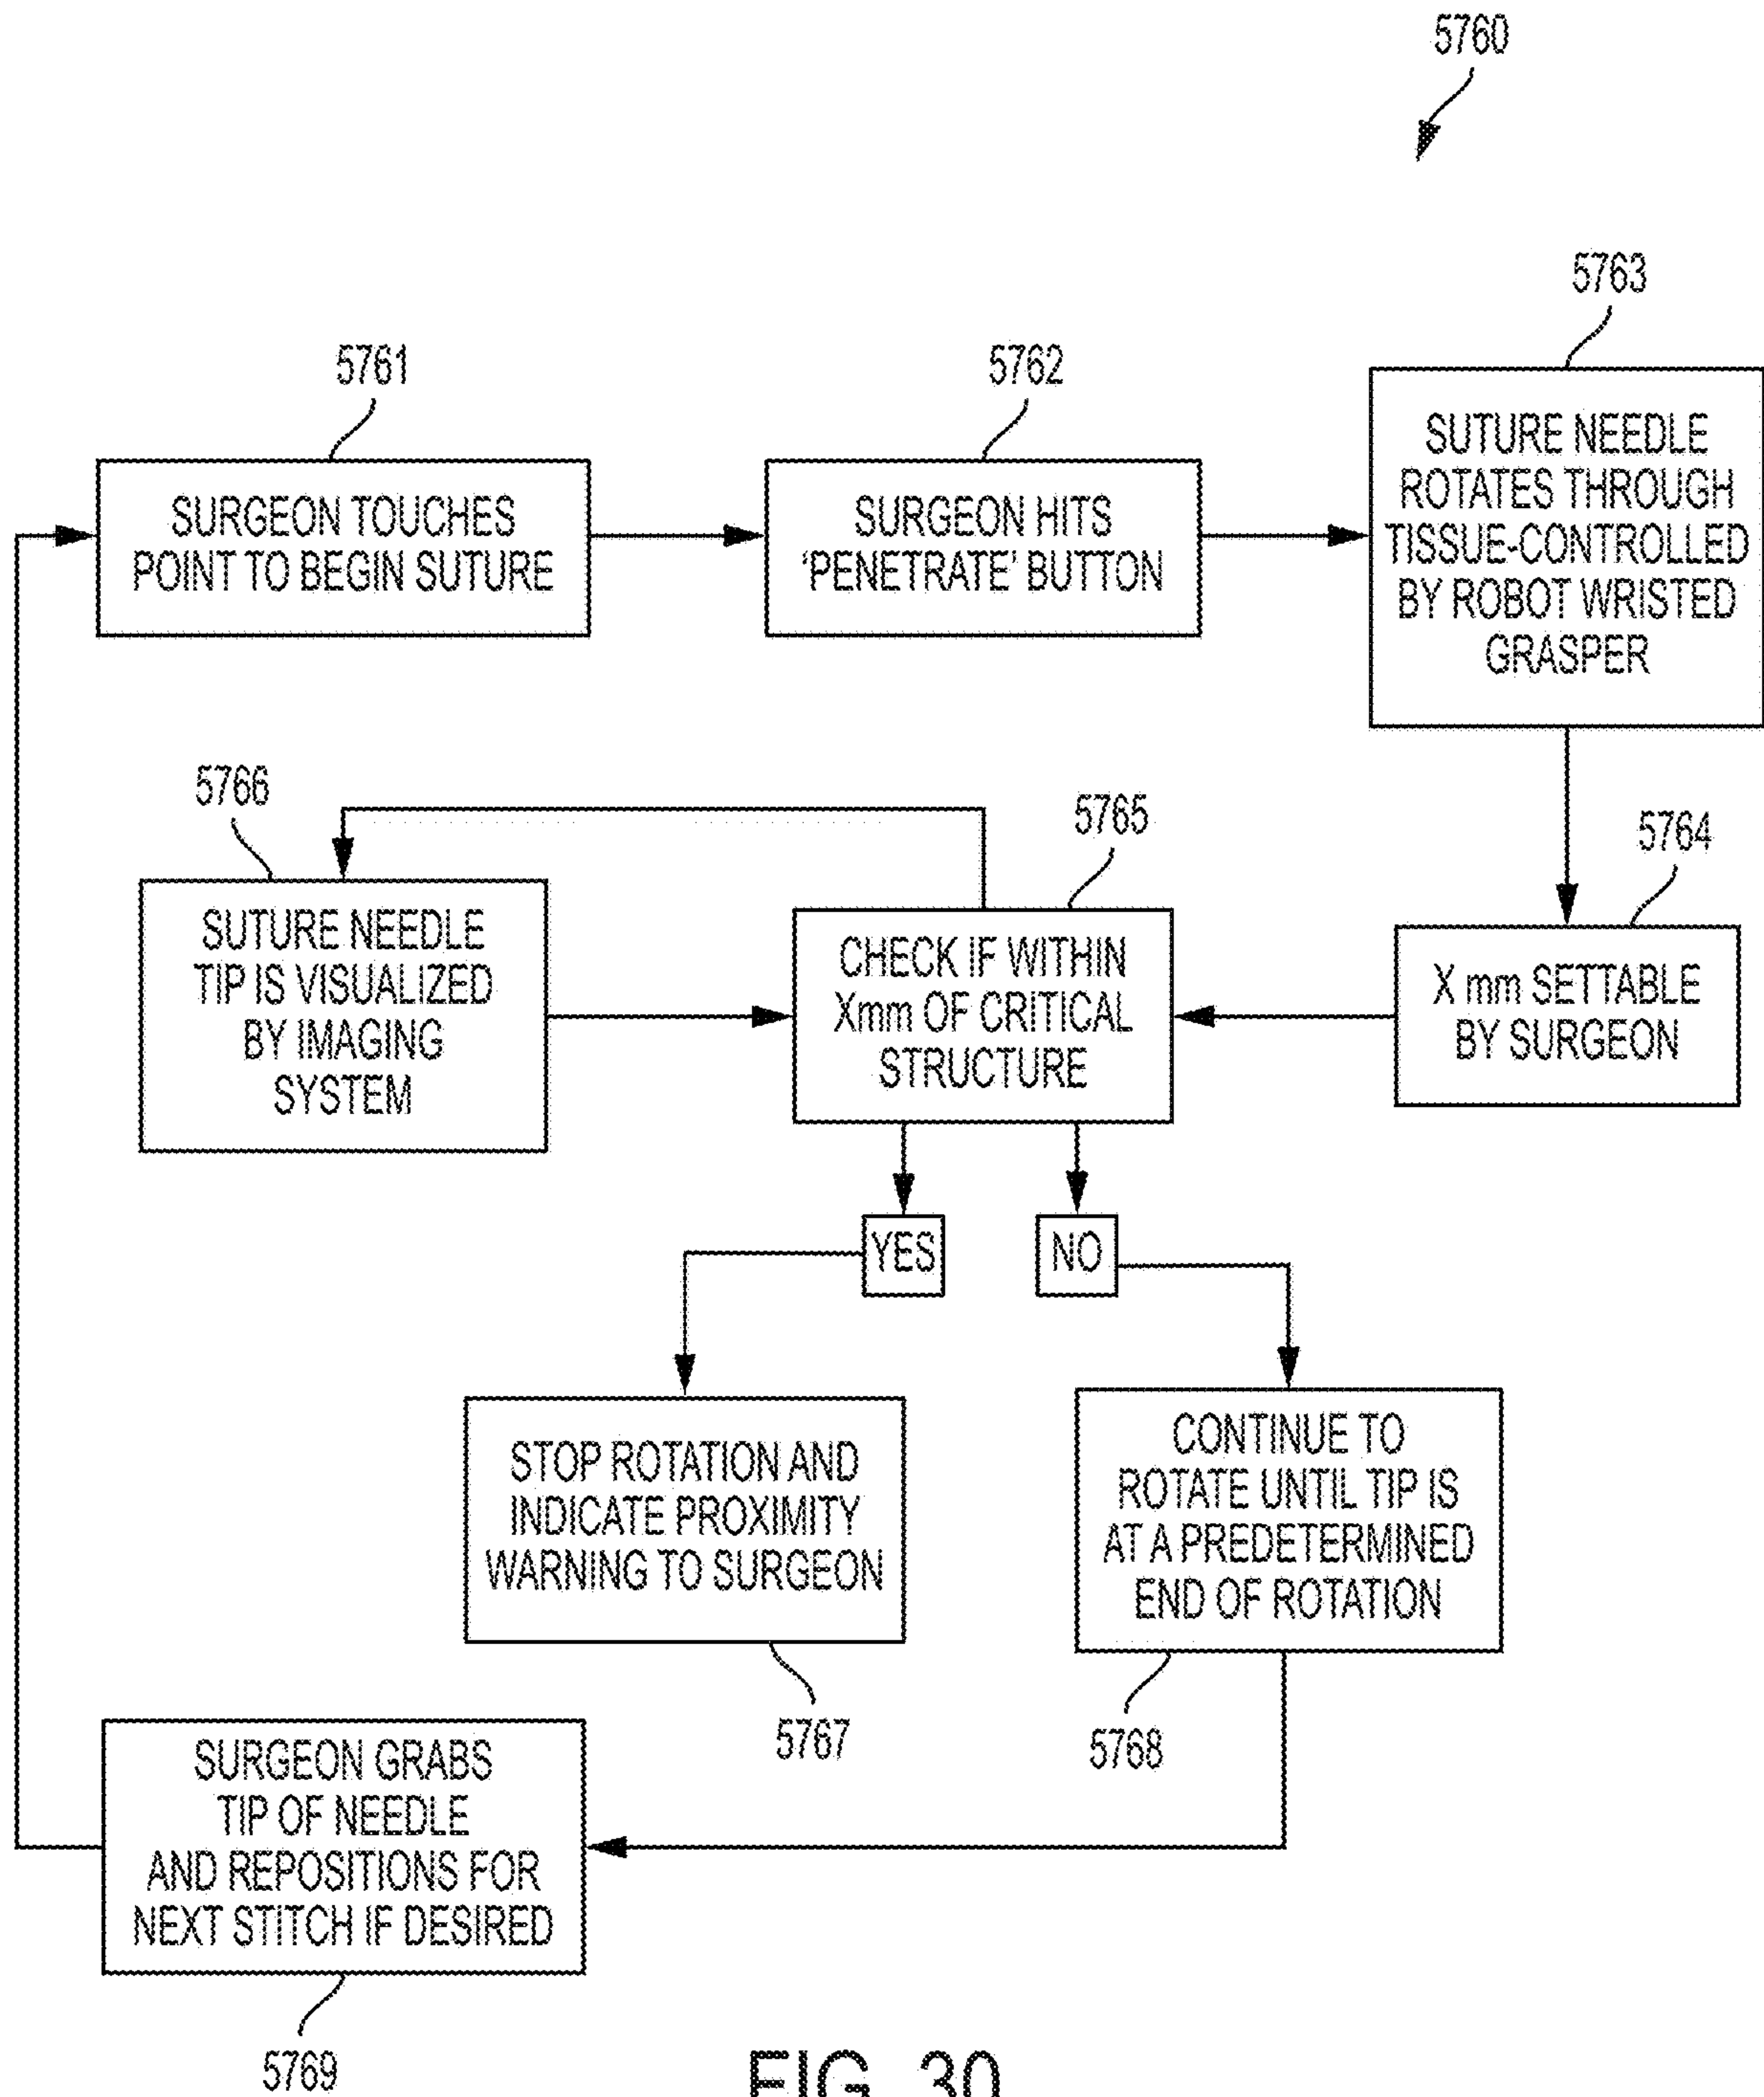 5760
5761
SURGEON TOUCHES
POINT TO BEGIN SUTURE
5762
SURGEON HITS
‘PENETRATE’ BUTTON
5763
SUTURE NEEDLE
ROTATES THROUGH
TISSUE-CONTROLLED
BY ROBOT WRISTED
GRASPER
5766
SUTURE NEEDLE
TIP IS VISUALIZED
BY IMAGING
SYSTEM
5765
CHECK IF WITHIN
Xmm OF CRITICAL
STRUCTURE
5764
X mm SETTABLE
BY SURGEON
YES
NO
STOP ROTATION AND
INDICATE PROXIMITY
WARNING TO SURGEON
5767
CONTINUE TO
ROTATE UNTIL TIP IS
AT A PREDETERMINED
END OF ROTATION
5768
SURGEON GRABS
TIP OF NEEDLE
AND REPOSITIONS FOR
NEXT STITCH IF DESIRED
5769
FIG. 30